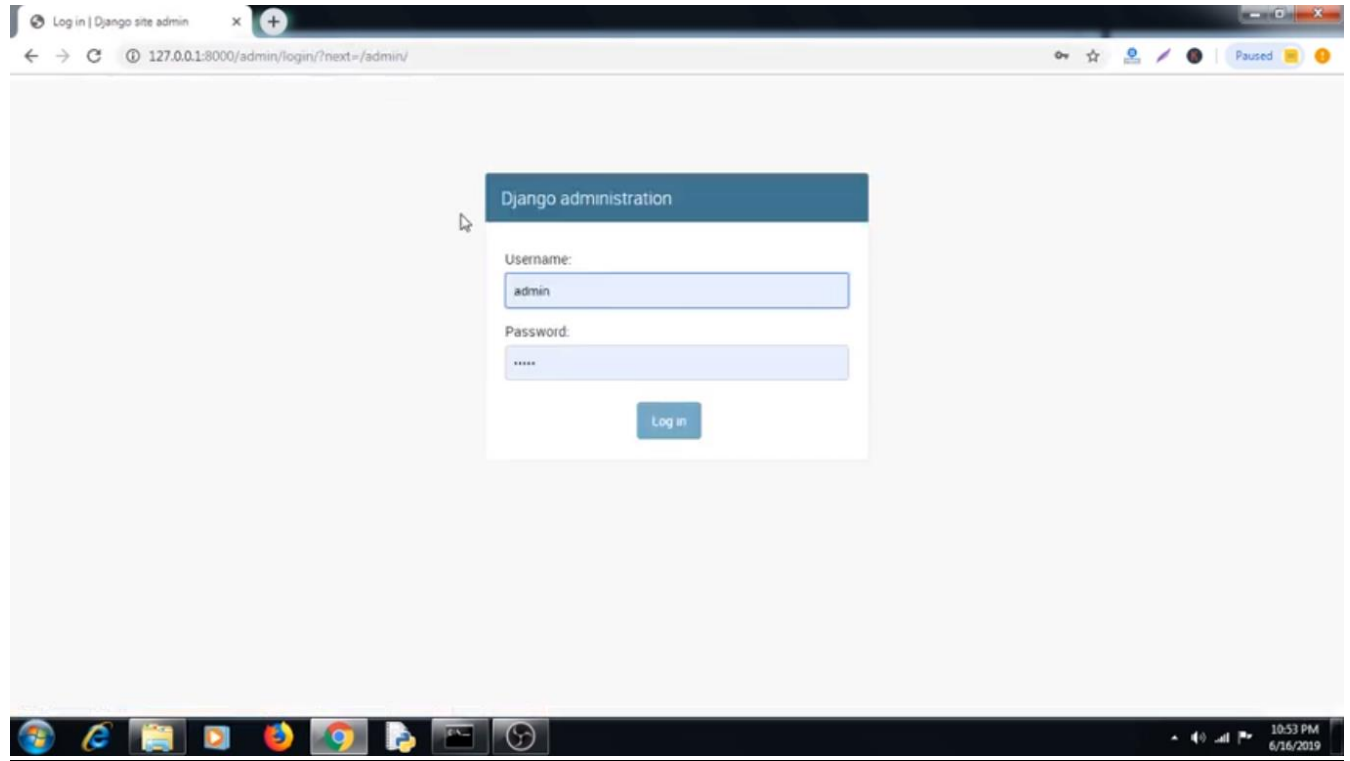 Log in | Django site admin
127.0.0.1:8000/admin/login/?next=/admin/
Paused
Django administration
Username:
admin
Password:
•••••
Log in
10:53 PM
6/16/2019